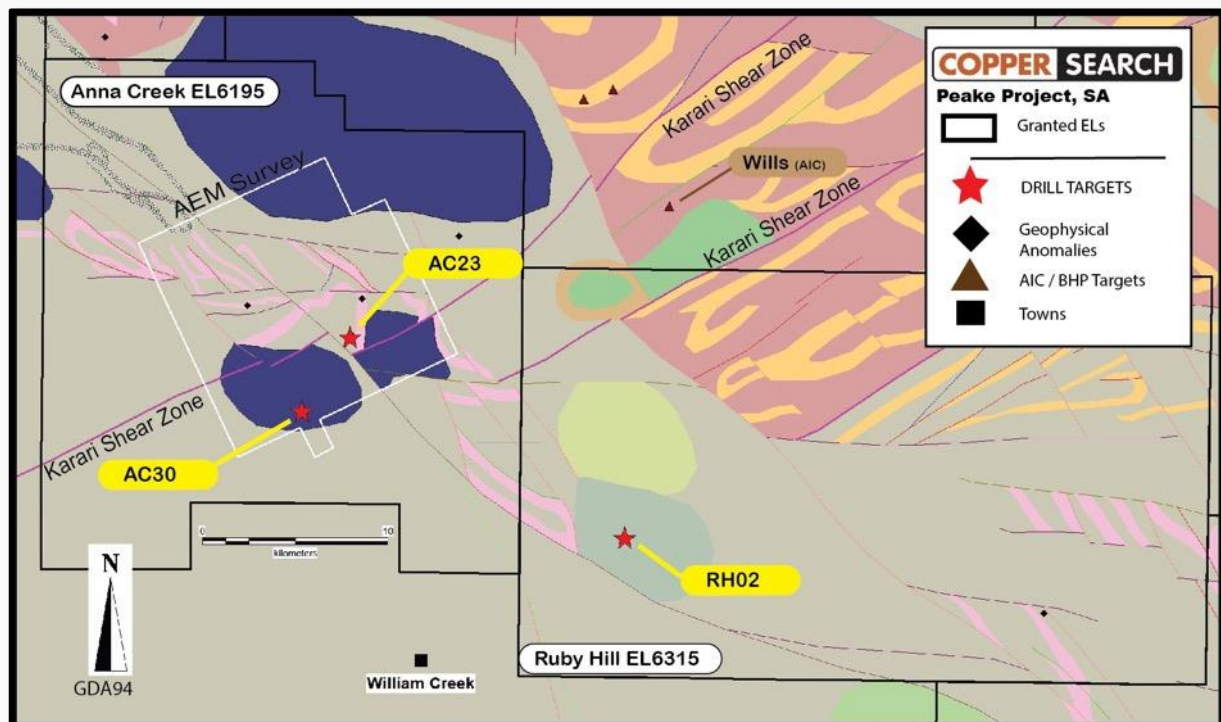 Anna Creek EL6195
AEM Survey
Karari Shear Zone
Wills (AIC)
Karari Shear Zone
AC23
Karari Shear Zone
AC30
0 10
kilometers
RH02
N
GDA94
William Creek
Ruby Hill EL6315
COPPER SEARCH
Peake Project, SA
Granted ELs
DRILL TARGETS
Geophysical
Anomalies
AIC / BHP Targets
Towns